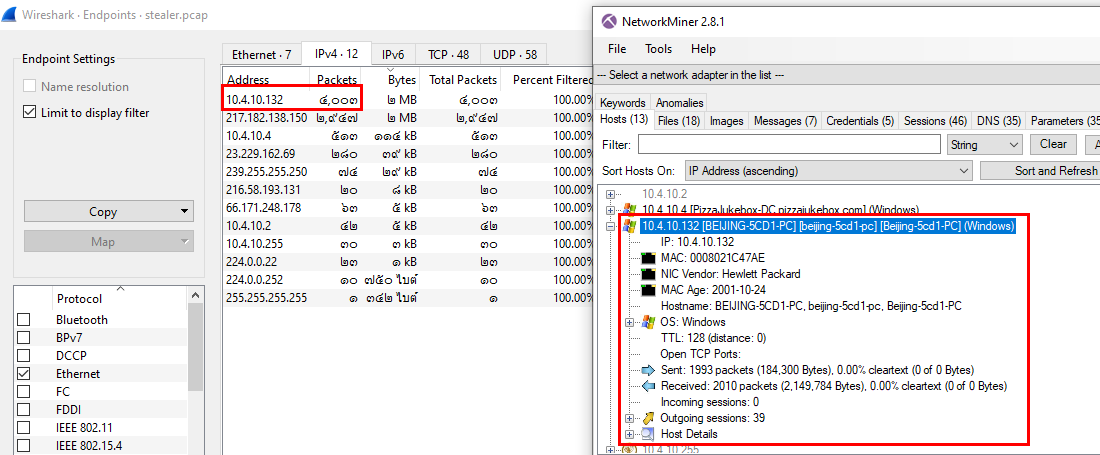 Wireshark · Endpoints · stealer.pcap
Endpoint Settings
Name resolution
Limit to display filter
Copy
Map
Protocol
Bluetooth
BPv7
DCCP
Ethernet
FC
FDDI
IEEE 802.11
IEEE 802.15.4
Ethernet · 7 IPv4 · 12 IPv6 TCP · 48 UDP · 58
Address Packets Bytes Total Packets Percent Filtered
10.4.10.132 ๔,๐๐๓ ๒ MB ๔,๐๐๓ 100.00%
217.182.138.150 ๒,๙๔๗ ๒ MB ๒,๙๔๗ 100.00%
10.4.10.4 ๕๑๓ ๑๑๔ kB ๕๑๓ 100.00%
23.229.162.69 ๒๘๐ ๓๙ kB ๒๘๐ 100.00%
239.255.255.250 ๗๔ ๒๙ kB ๗๔ 100.00%
216.58.193.131 ๒๐ ๘ kB ๒๐ 100.00%
66.171.248.178 ๖๓ ๕ kB ๖๓ 100.00%
10.4.10.2 ๔๒ ๕ kB ๔๒ 100.00%
10.4.10.255 ๓๐ ๓ kB ๓๐ 100.00%
224.0.0.22 ๒๓ ๑ kB ๒๓ 100.00%
224.0.0.252 ๑๐ ๗๕๐ ไบต์ ๑๐ 100.00%
255.255.255.255 ๑ ๓๔๒ ไบต์ ๑ 100.00%
NetworkMiner 2.8.1
File Tools Help
--- Select a network adapter in the list ---
Keywords Anomalies
Hosts (13) Files (18) Images Messages (7) Credentials (5) Sessions (46) DNS (35) Parameters (35
Filter: String Clear A
Sort Hosts On: IP Address (ascending) Sort and Refresh
10.4.10.2
10.4.10.4 [PizzaJukebox-DC.pizzajukebox.com] (Windows)
10.4.10.132 [BEIJING-5CD1-PC] [beijing-5cd1-pc] [Beijing-5CD1-PC] (Windows)
IP: 10.4.10.132
MAC: 0008021C47AE
NIC Vendor: Hewlett Packard
MAC Age: 2001-10-24
Hostname: BEIJING-5CD1-PC, beijing-5cd1-pc, Beijing-5CD1-PC
OS: Windows
TTL: 128 (distance: 0)
Open TCP Ports:
Sent: 1993 packets (184,300 Bytes), 0.00% cleartext (0 of 0 Bytes)
Received: 2010 packets (2,149,784 Bytes), 0.00% cleartext (0 of 0 Bytes)
Incoming sessions: 0
Outgoing sessions: 39
Host Details
10.4.10.255